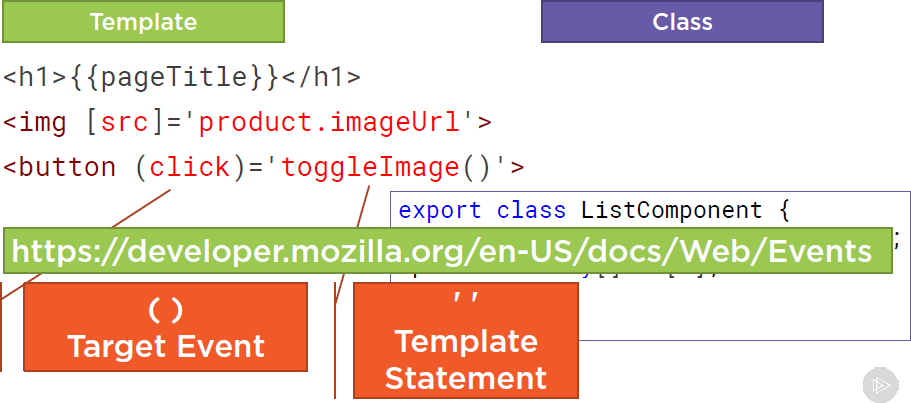 Template
Class
<h1>{{pageTitle}}</h1>
<img [src]='product.imageUrl'>
<button (click)='toggleImage()'>
export class ListComponent {
;
https://developer.mozilla.org/en-US/docs/Web/Events
( )
Target Event
' '
Template
Statement